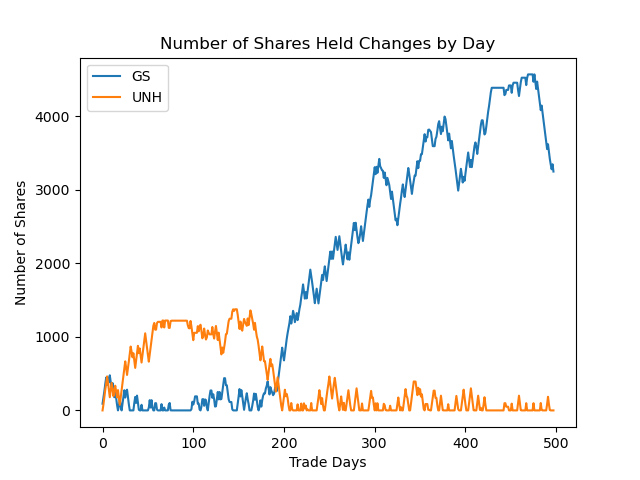 Number of Shares Held Changes by Day
GS
UNH
Number of Shares
4000
3000
2000
1000
0
0 100 200 300 400 500
Trade Days